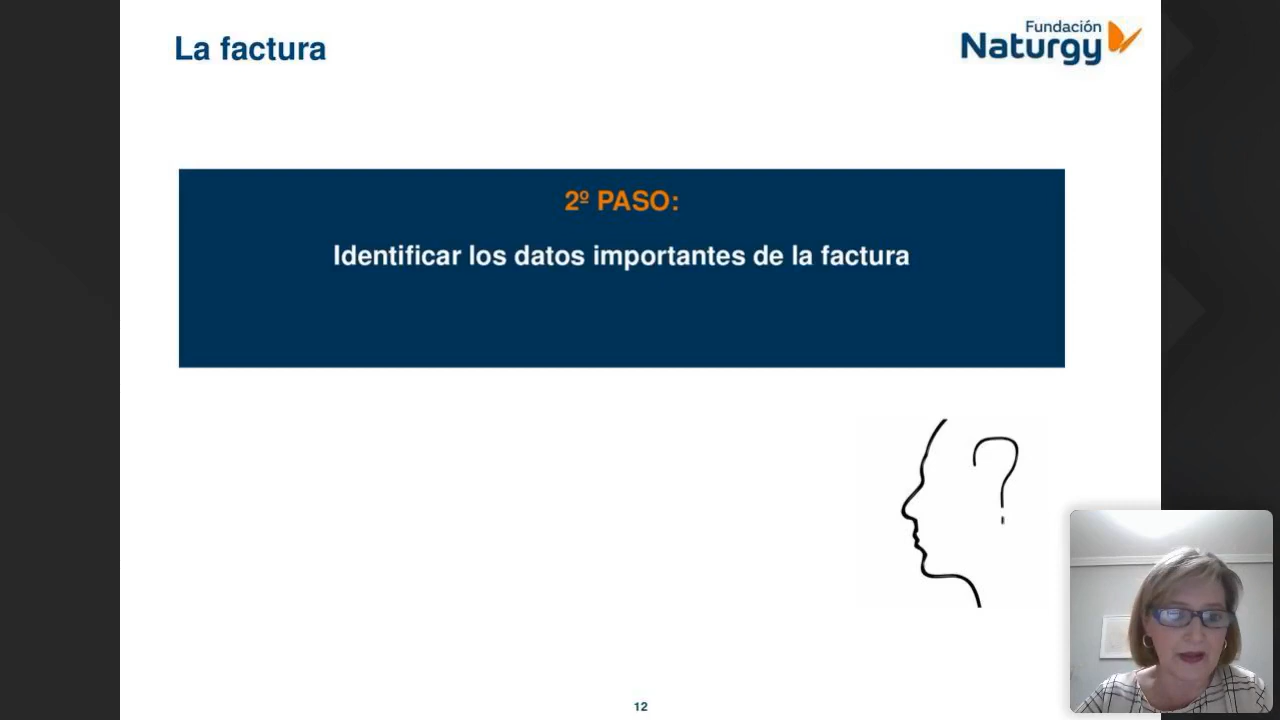 La factura
Fundación
Naturgy
2º PASO:
Identificar los datos importantes de la factura
?
12